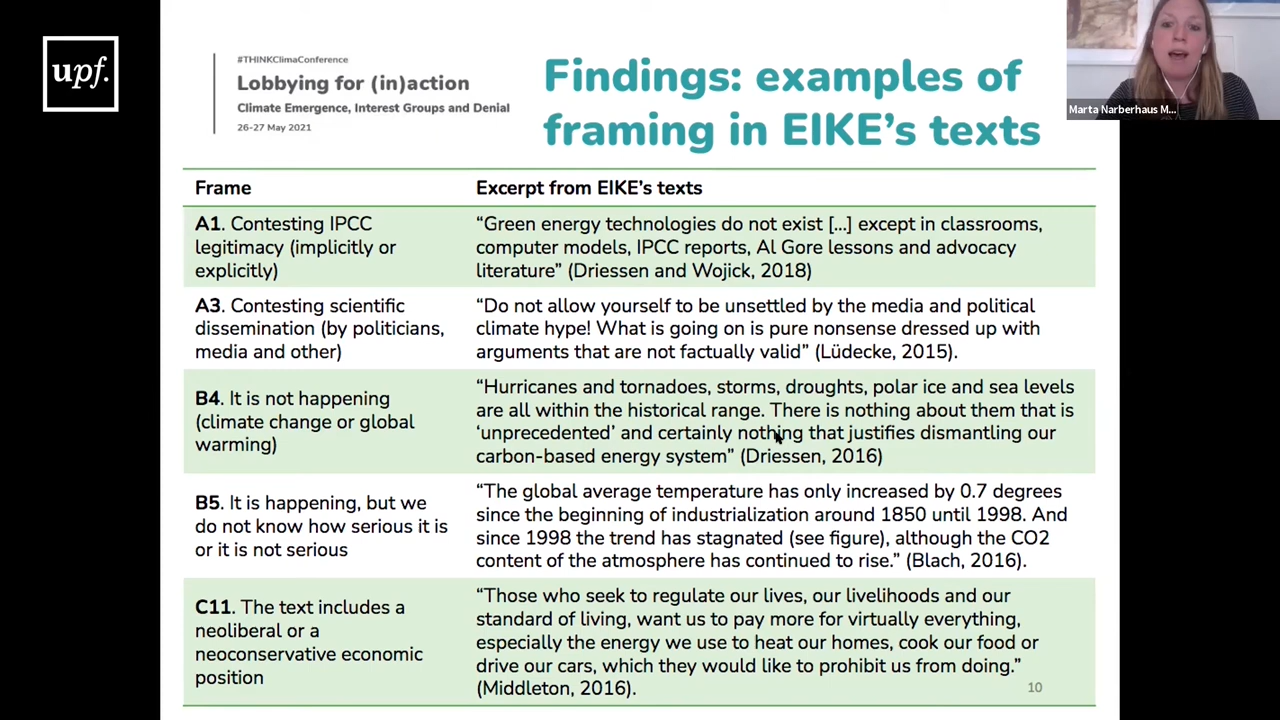 upf.
#THINKClimaConference
Lobbying for (in)action
Climate Emergence, Interest Groups and Denial
26-27 May 2021
Findings: examples of
framing in EIKE’s texts
Marta Narberhaus M...
Frame
Excerpt from EIKE’s texts
A1. Contesting IPCC
legitimacy (implicitly or
explicitly)
“Green energy technologies do not exist [...] except in classrooms,
computer models, IPCC reports, Al Gore lessons and advocacy
literature” (Driessen and Wojick, 2018)
A3. Contesting scientific
dissemination (by politicians,
media and other)
“Do not allow yourself to be unsettled by the media and political
climate hype! What is going on is pure nonsense dressed up with
arguments that are not factually valid” (Lüdecke, 2015).
B4. It is not happening
(climate change or global
warming)
“Hurricanes and tornadoes, storms, droughts, polar ice and sea levels
are all within the historical range. There is nothing about them that is
‘unprecedented’ and certainly nothing that justifies dismantling our
carbon-based energy system” (Driessen, 2016)
B5. It is happening, but we
do not know how serious it is
or it is not serious
“The global average temperature has only increased by 0.7 degrees
since the beginning of industrialization around 1850 until 1998. And
since 1998 the trend has stagnated (see figure), although the CO2
content of the atmosphere has continued to rise.” (Blach, 2016).
C11. The text includes a
neoliberal or a
neoconservative economic
position
“Those who seek to regulate our lives, our livelihoods and our
standard of living, want us to pay more for virtually everything,
especially the energy we use to heat our homes, cook our food or
drive our cars, which they would like to prohibit us from doing.”
(Middleton, 2016).
10